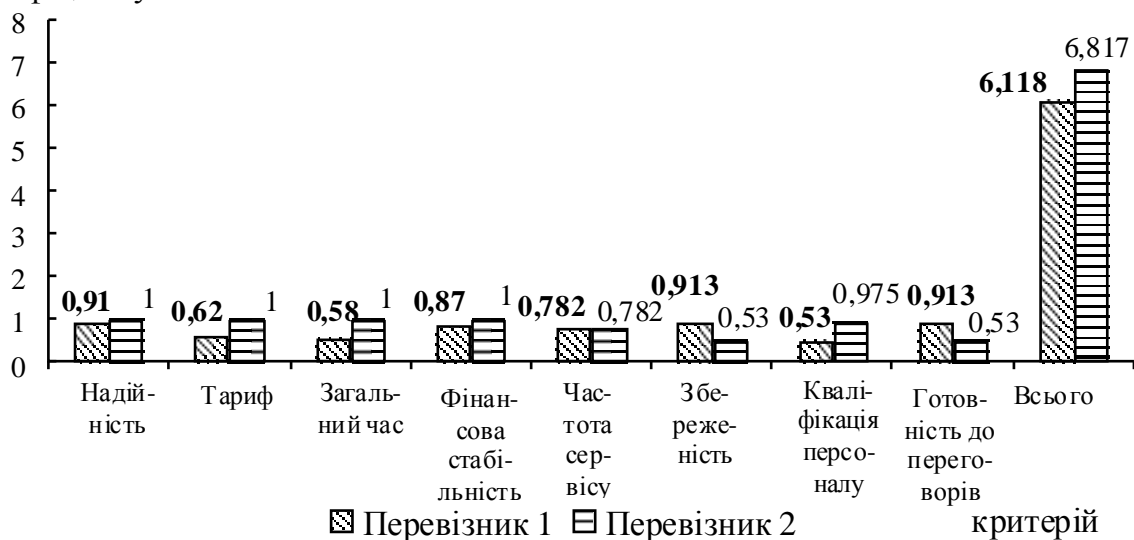 8
7
6
5
4
3
2
1
0
0,91
1
0,62
1
0,58
1
0,87
1
0,782
0,782
0,913
0,53
0,53
0,975
0,913
0,53
6,118
6,817
Надій-
ність
Тариф
Загаль-
ний час
Фінан-
сова
стабі-
льність
Час-
тота
сер-
вісу
Збе-
реже-
ність
Квалі-
фікація
персо-
налу
Готов-
ність до
перего-
ворів
Всього
Перевізник 1
Перевізник 2
критерій